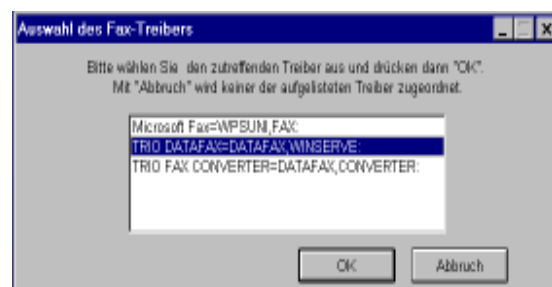 Auswahl des Fax-Treibers
Bitte wählen Sie den zutreffenden Treiber aus und drücken dann "OK".
Mit "Abbruch" wird keiner der aufgelisteten Treiber zugeordnet.
Microsoft Fax=WPSUNI,FAX:
TRIO DATAFAX=DATAFAX,WINSERVE:
TRIO FAX CONVERTER=DATAFAX,CONVERTER:
OK Abbruch